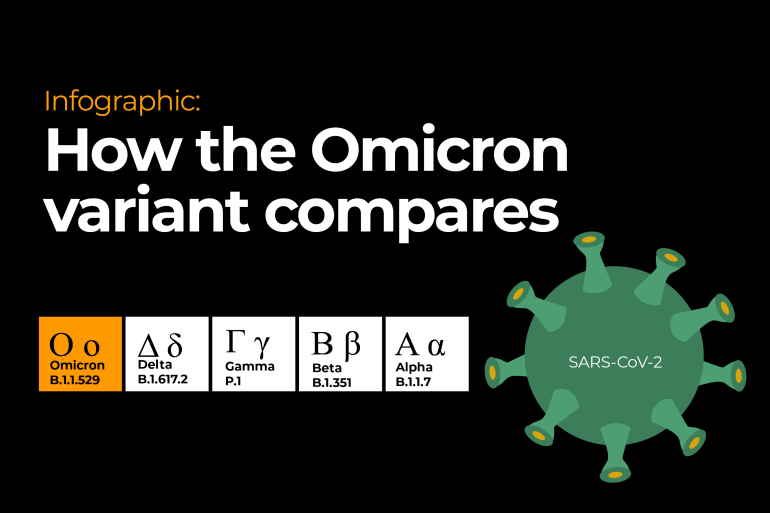 Infographic:
How the Omicron
variant compares
Ο ο
Omicron
B.1.1.529
Δ δ
Delta
B.1.617.2
Γ γ
Gamma
P.1
Β β
Beta
B.1.351
Α α
Alpha
B.1.1.7
SARS-CoV-2